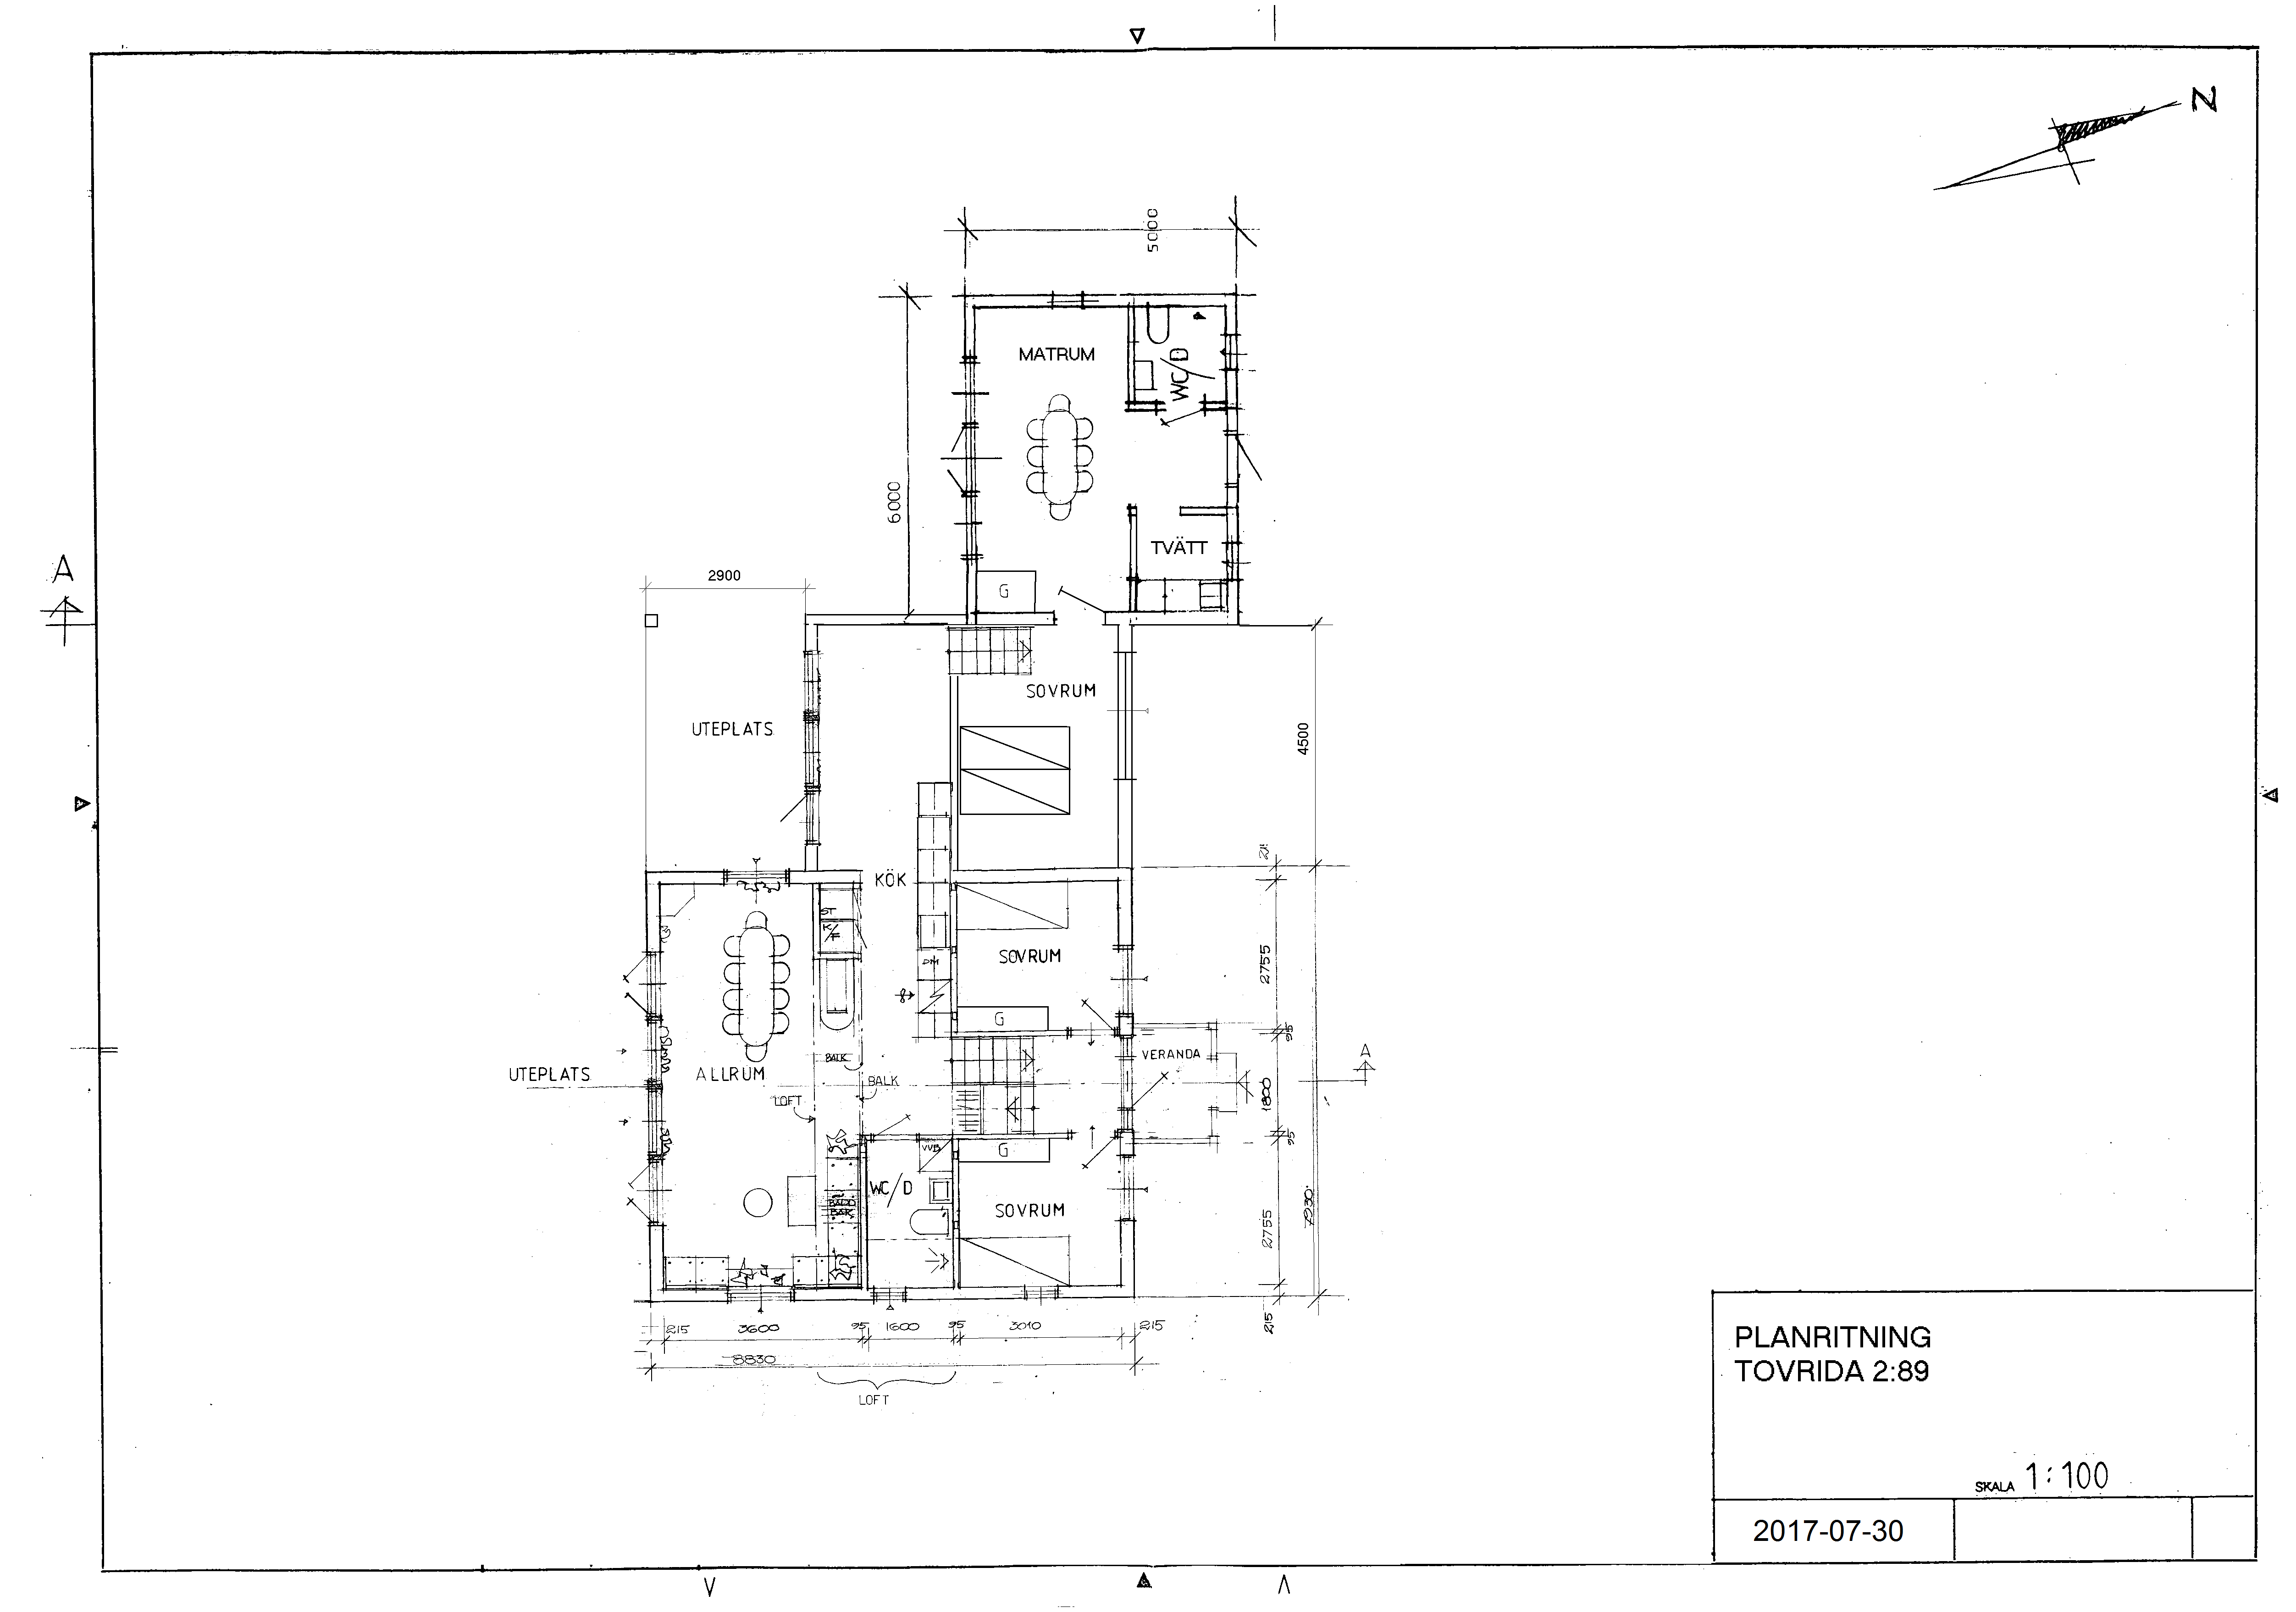 N
5000
MATRUM
WC/D
6000
TVÄTT
G
A
2900
SOVRUM
UTEPLATS
4500
215
KÖK
ST
K/F
SOVRUM
2755
DM
G
95
VERANDA
A
UTEPLATS
ALLRUM
BALK
BALK
LOFT
1800
95
G
VVB
WC/D
SOVRUM
2755
7930
215
215
3600
95
1600
95
3010
215
8830
LOFT
PLANRITNING
TOVRIDA 2:89
SKALA 1:100
2017-07-30